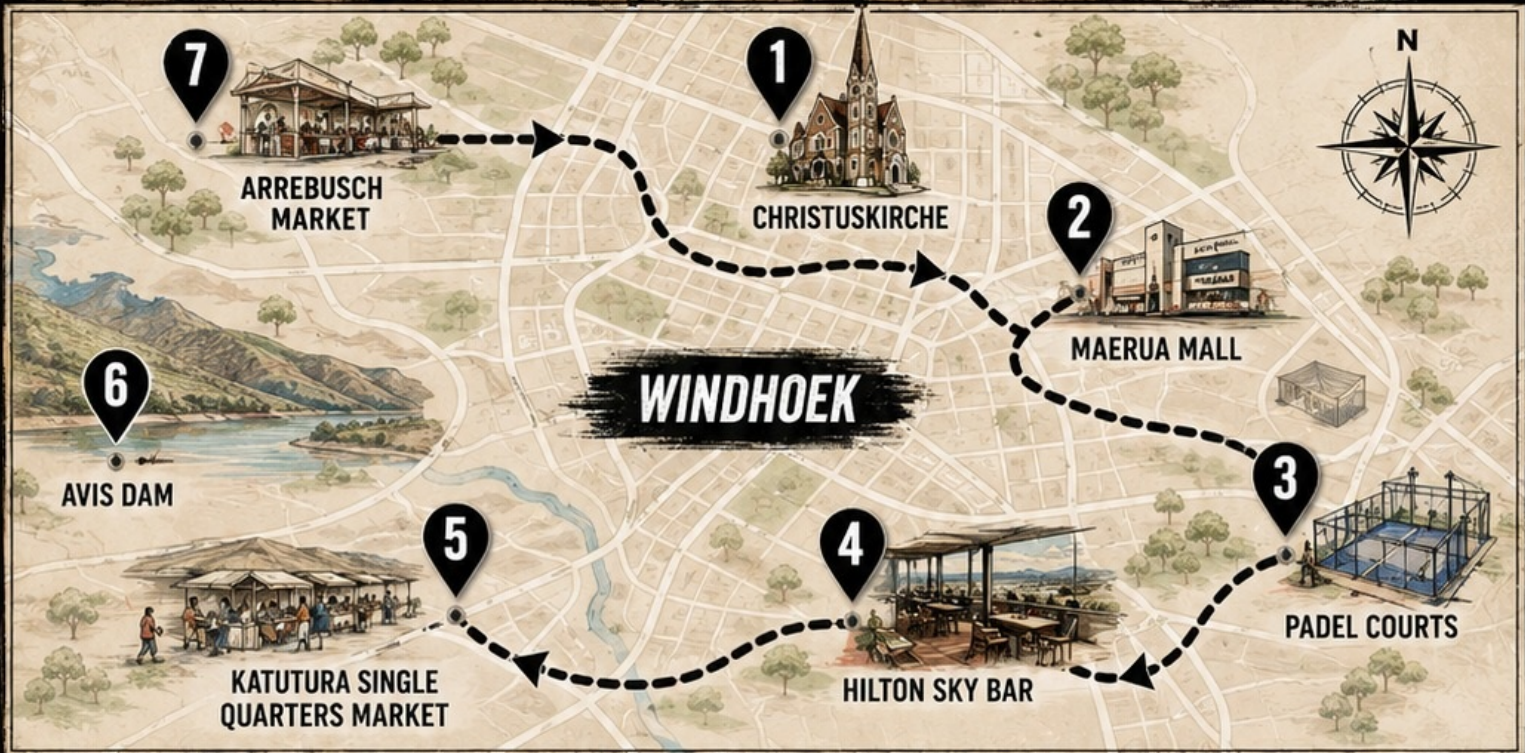 N
7
ARREBUSCH
MARKET
1
CHRISTUSKIRCHE
2
MAERUA MALL
WINDHOEK
6
AVIS DAM
3
PADEL COURTS
5
KATUTURA SINGLE
QUARTERS MARKET
4
HILTON SKY BAR